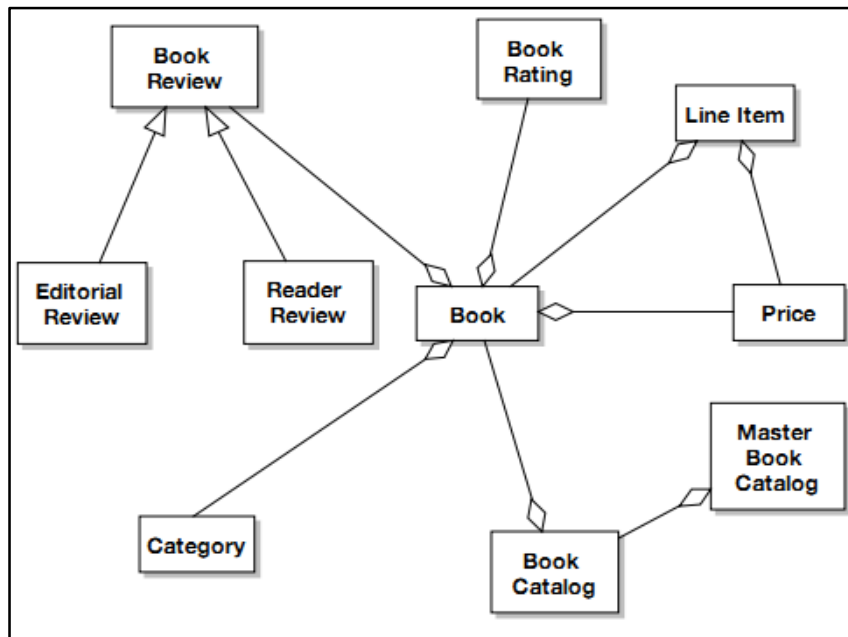 Book
Review
Book
Rating
Line Item
Editorial
Review
Reader
Review
Book
Price
Master
Book
Catalog
Category
Book
Catalog